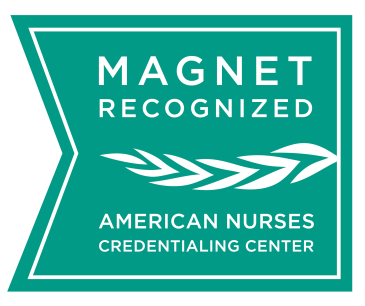 MAGNET
RECOGNIZED
AMERICAN NURSES
CREDENTIALING CENTER